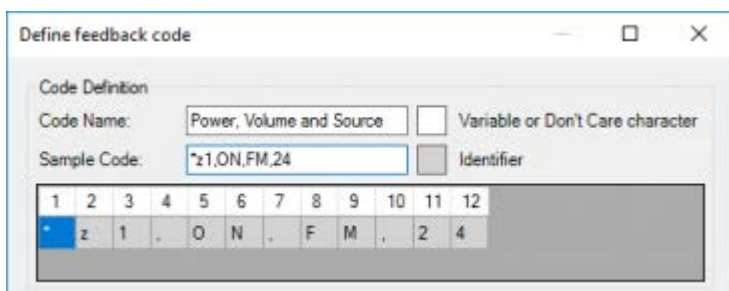 Define feedback code
Code Definition
Code Name: Power, Volume and Source Variable or Don't Care character
Sample Code: *z1,ON,FM,24 Identifier
1 2 3 4 5 6 7 8 9 10 11 12
* z 1 , O N , F M , 2 4